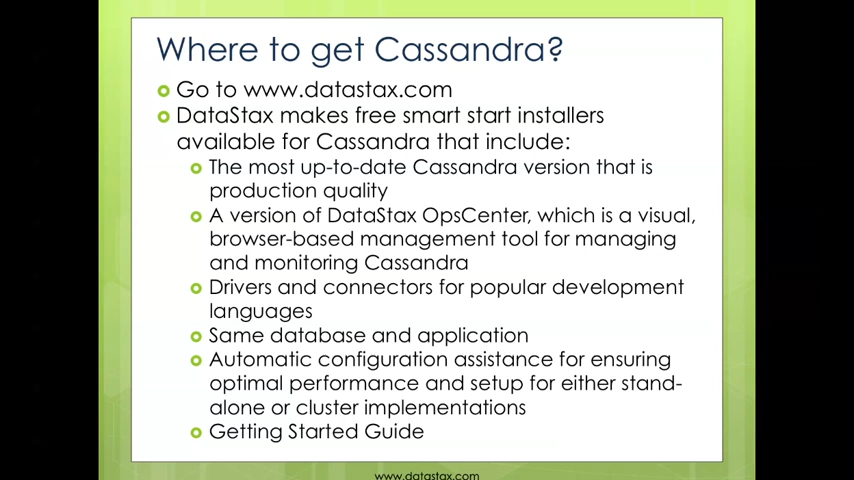 Where to get Cassandra?
Go to www.datastax.com
DataStax makes free smart start installers
available for Cassandra that include:
The most up-to-date Cassandra version that is
production quality
A version of DataStax OpsCenter, which is a visual,
browser-based management tool for managing
and monitoring Cassandra
Drivers and connectors for popular development
languages
Same database and application
Automatic configuration assistance for ensuring
optimal performance and setup for either stand-
alone or cluster implementations
Getting Started Guide
www.datastax.com